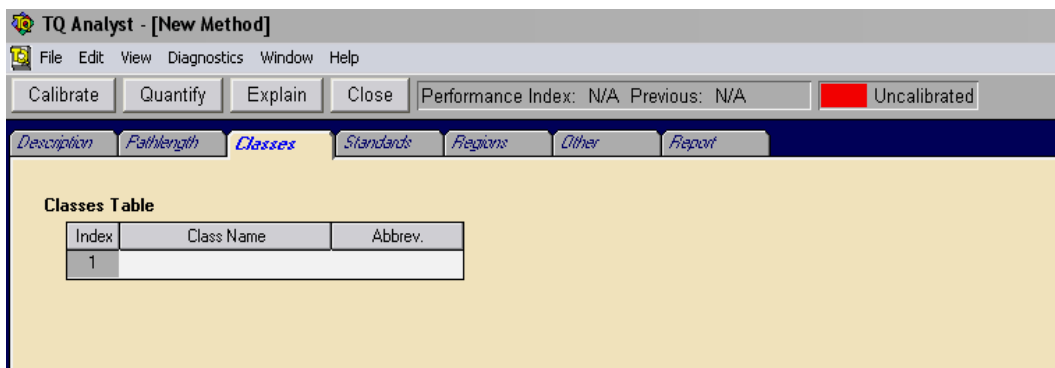 TQ Analyst - [New Method]
File Edit View Diagnostics Window Help
Calibrate Quantify Explain Close Performance Index: N/A Previous: N/A Uncalibrated
Description Pathlength Classes Standards Regions Other Report
Classes Table
Index Class Name Abbrev.
1